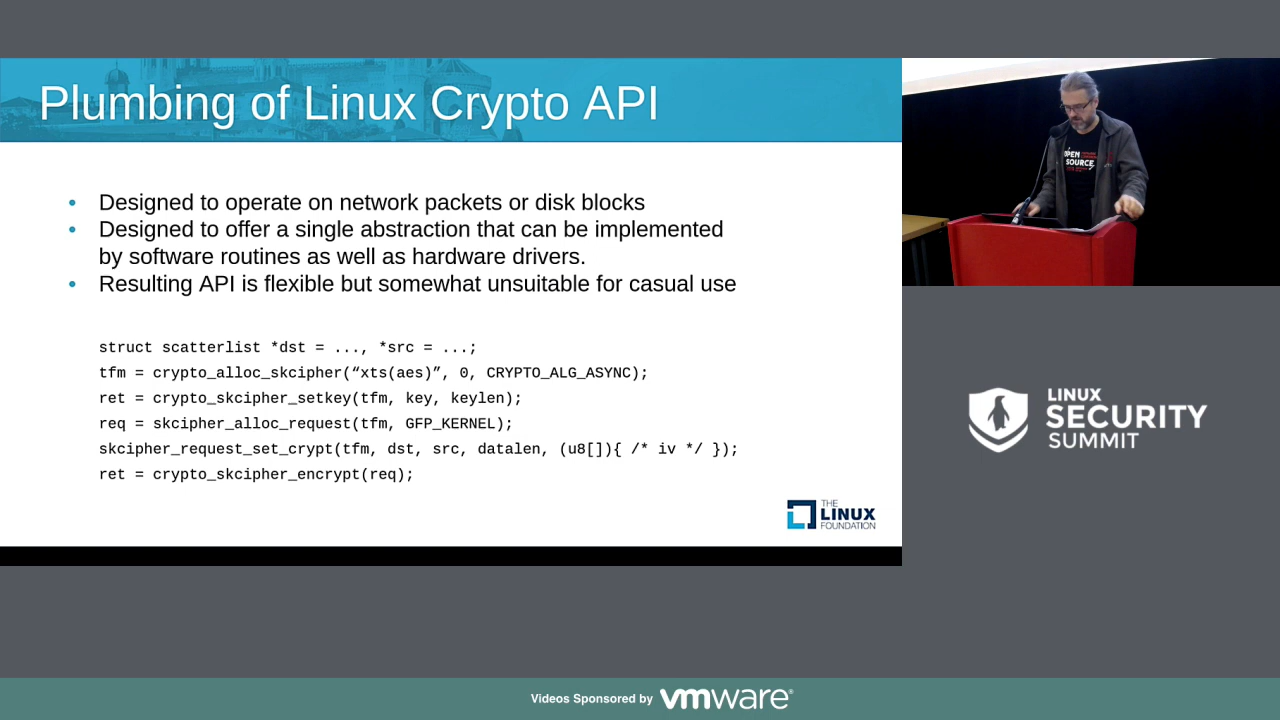 Plumbing of Linux Crypto API
• Designed to operate on network packets or disk blocks
• Designed to offer a single abstraction that can be implemented
by software routines as well as hardware drivers.
• Resulting API is flexible but somewhat unsuitable for casual use
struct scatterlist *dst = ..., *src = ...;
tfm = crypto_alloc_skcipher(“xts(aes)”, 0, CRYPTO_ALG_ASYNC);
ret = crypto_skcipher_setkey(tfm, key, keylen);
req = skcipher_alloc_request(tfm, GFP_KERNEL);
skcipher_request_set_crypt(tfm, dst, src, datalen, (u8[]){ /* iv */ });
ret = crypto_skcipher_encrypt(req);
THE
LINUX
FOUNDATION
OPEN
SOURCE
LINUX
SECURITY
SUMMIT
Videos Sponsored by vmware®